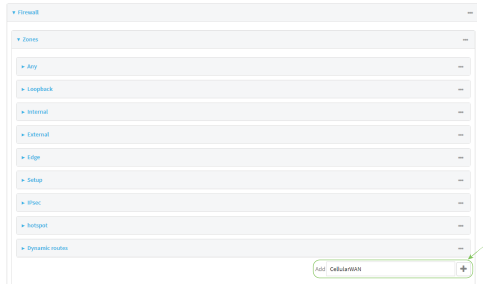 Firewall
Zones
Any
Loopback
Internal
External
Edge
Setup
IPsec
hotspot
Dynamic routes
Add CellularWAN